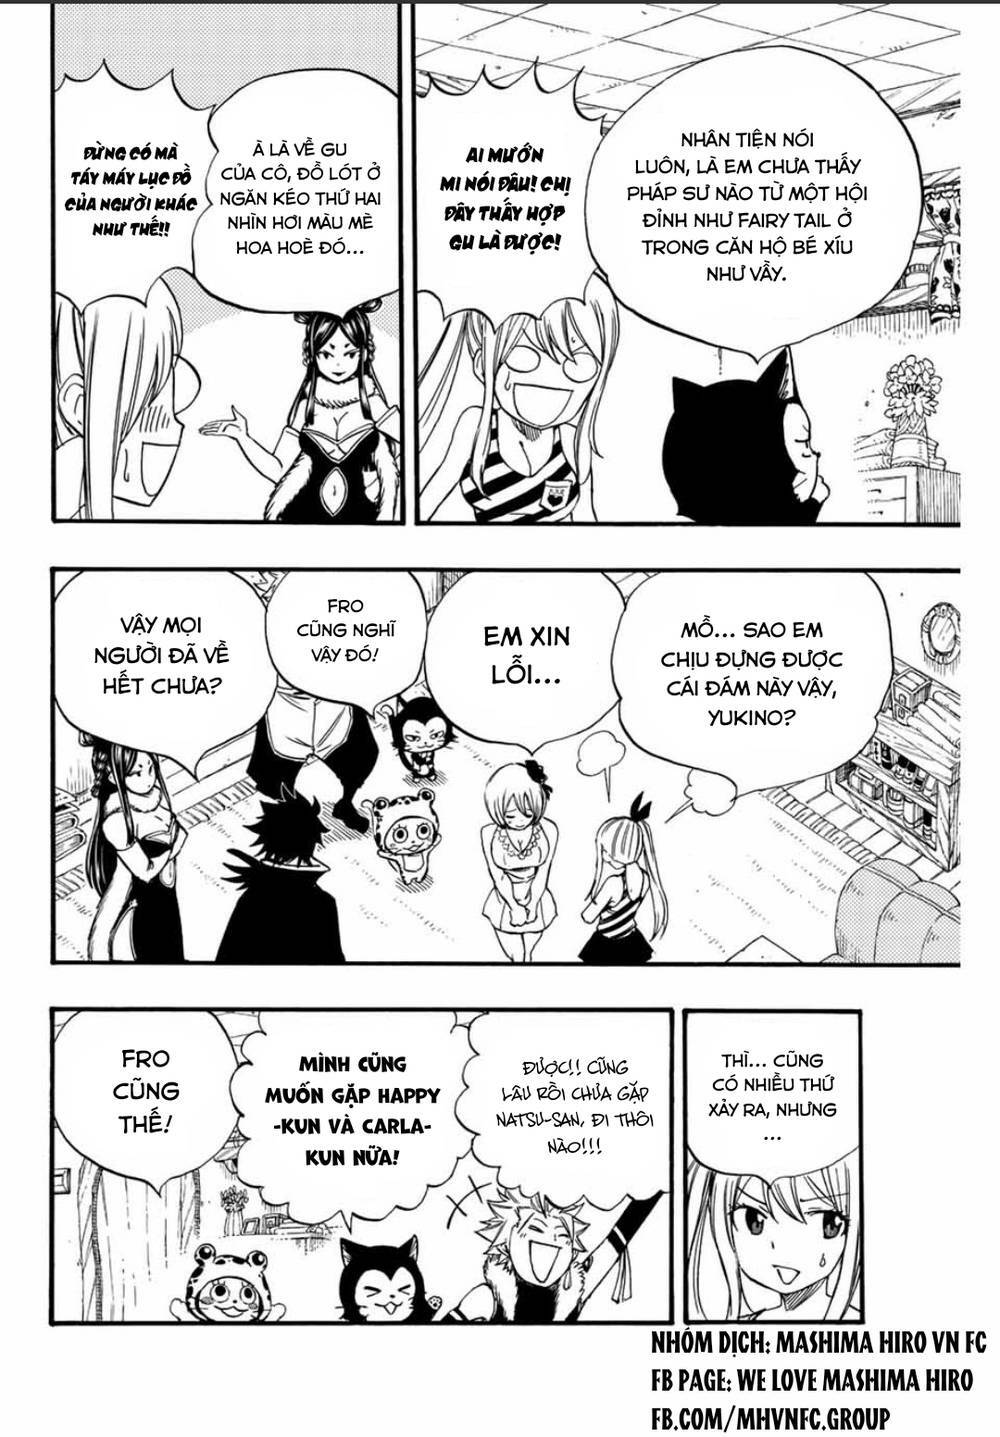 NHÂN TIỆN NÓI
LUÔN, LÀ EM CHƯA THẤY
PHÁP SƯ NÀO TỪ MỘT HỘI
ĐỈNH NHƯ FAIRY TAIL Ở
TRONG CĂN HỘ BÉ XÍU
NHƯ VẦY.
AI MƯỚN
MI NÓI ĐÂU! CHỊ
ĐÂY THẤY HỢP
GU LÀ ĐƯỢC!
À LÀ VỀ GU
CỦA CÔ, ĐỒ LÓT Ở
NGĂN KÉO THỨ HAI
NHÌN HƠI MÀU MÈ
HOA HOÈ ĐÓ...
ĐỪNG CÓ MÀ
TÁY MÁY LỤC ĐỒ
CỦA NGƯỜI KHÁC
NHƯ THẾ!!
MỒ... SAO EM
CHỊU ĐỰNG ĐƯỢC
CÁI ĐÁM NÀY VẬY,
YUKINO?
EM XIN
LỖI...
FRO
CŨNG NGHĨ
VẬY ĐÓ!
VẬY MỌI
NGƯỜI ĐÃ VỀ
HẾT CHƯA?
THÌ... CŨNG
CÓ NHIỀU THỨ
XẢY RA, NHƯNG
...
ĐƯỢC!! CŨNG
LÂU RỒI CHƯA GẶP
NATSU-SAN, ĐI THÔI
NÀO!!!
MÌNH CŨNG
MUỐN GẶP HAPPY
-KUN VÀ CARLA-
KUN NỮA!
FRO
CŨNG
THẾ!
NHÓM DỊCH: MASHIMA HIRO VN FC
FB PAGE: WE LOVE MASHIMA HIRO
FB.COM/MHVNFC.GROUP